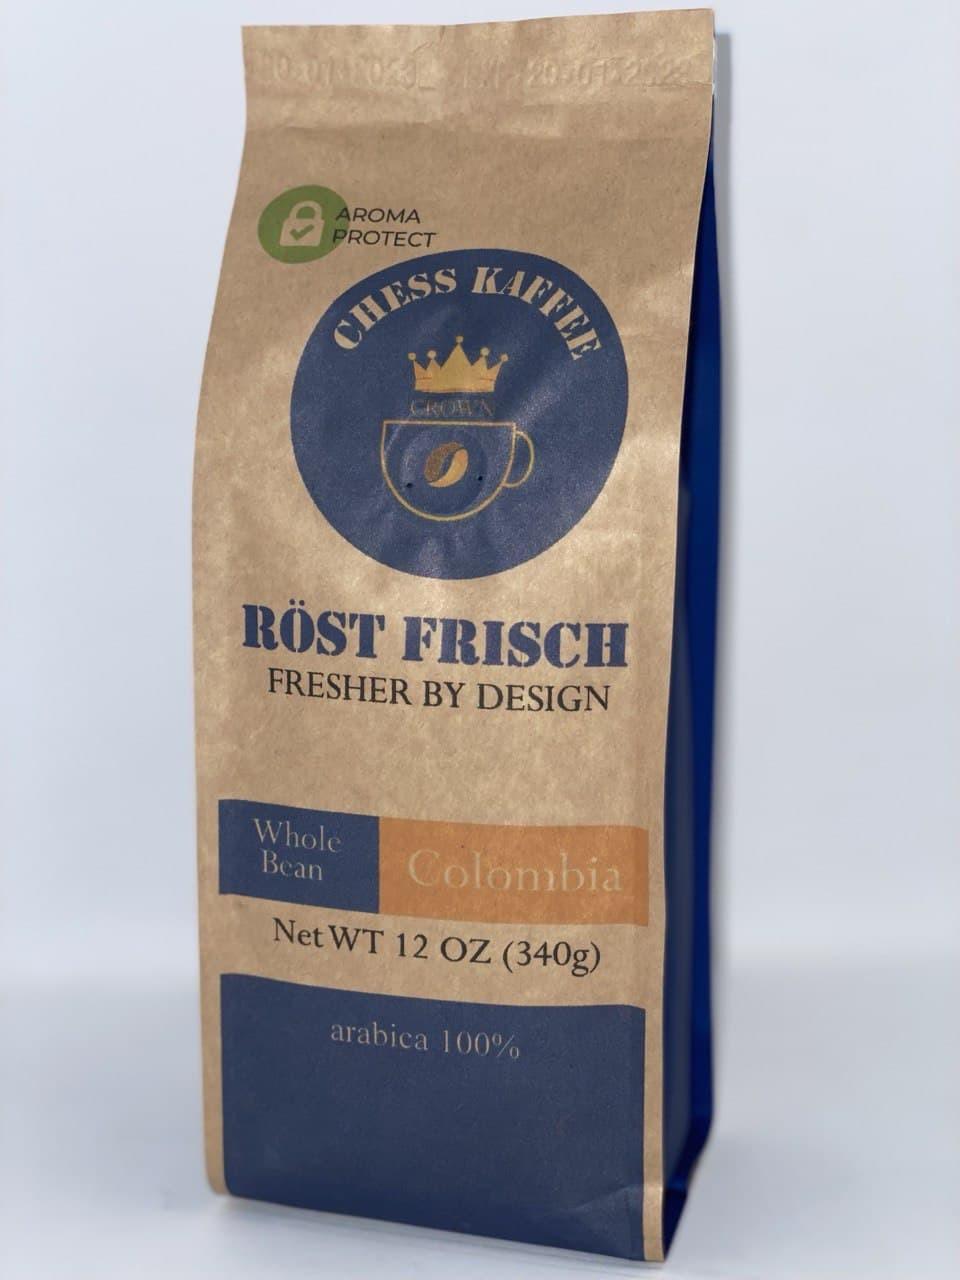 AROMA
PROTECT
CHESS KAFFEE
CROWN
RÖST FRISCH
FRESHER BY DESIGN
Whole
Bean
Colombia
Net WT 12 OZ (340g)
arabica 100%